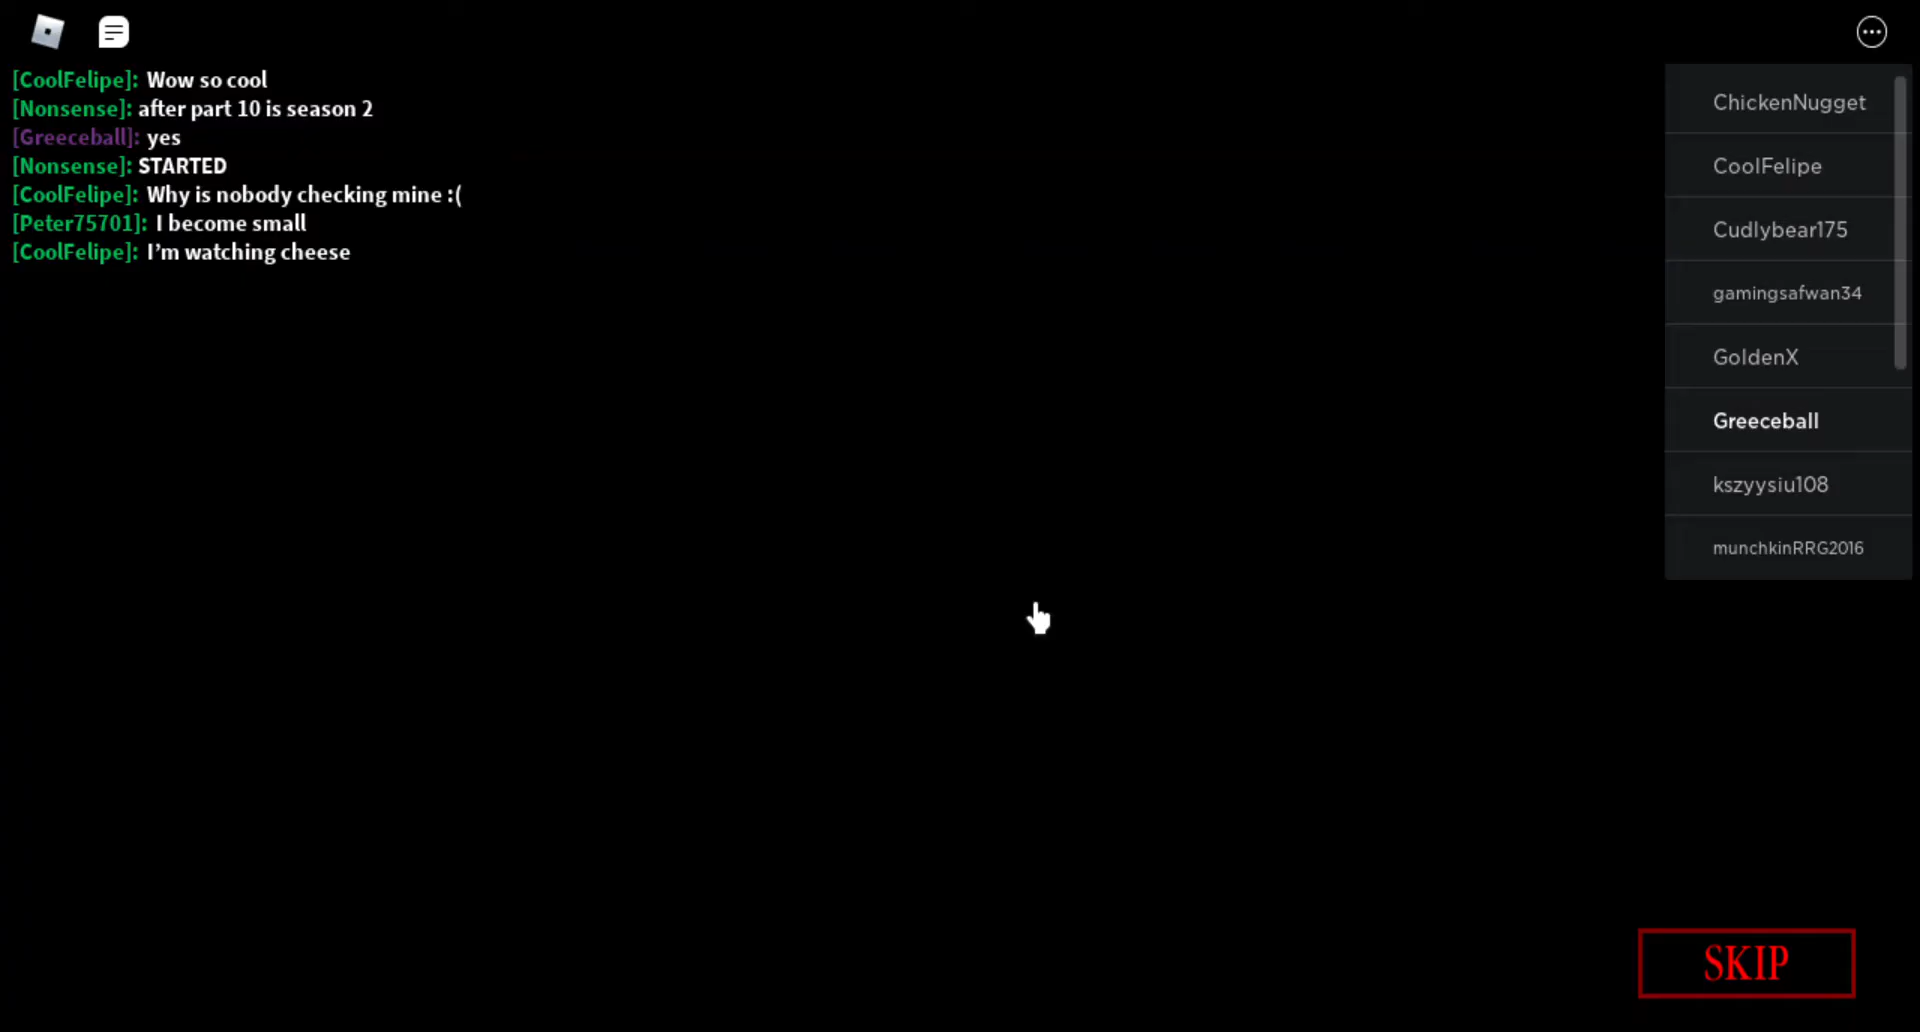 [CoolFelipe]: Wow so cool
[Nonsense]: after part 10 is season 2
[Greeceball]: yes
[Nonsense]: STARTED
[CoolFelipe]: Why is nobody checking mine :(
[Peter75701]: I become small
[CoolFelipe]: I’m watching cheese
ChickenNugget
CoolFelipe
Cudlybear175
gamingsafwan34
GoldenX
Greeceball
kszyysiu108
munchkinRRG2016
SKIP